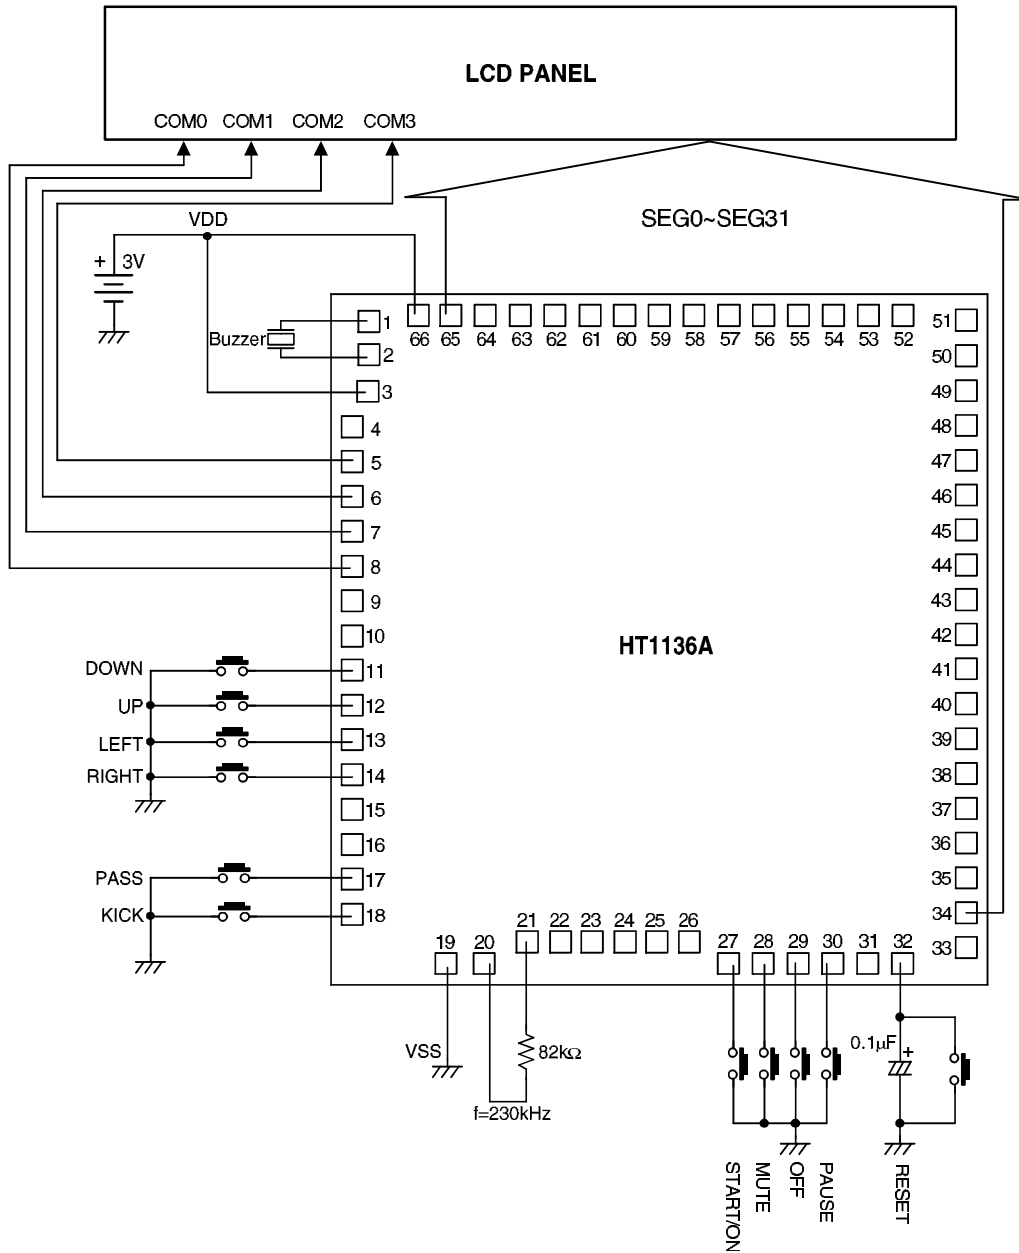 LCD PANEL
COM0 COM1 COM2 COM3
SEG0~SEG31
VDD
+ 3V
Buzzer
1
2
3
4
5
6
7
8
9
10
11
12
13
14
15
16
17
18
66 65 64 63 62 61 60 59 58 57 56 55 54 53 52
51
50
49
48
47
46
45
44
43
42
41
40
39
38
37
36
35
34
33
HT1136A
DOWN
UP
LEFT
RIGHT
PASS
KICK
19 20 21 22 23 24 25 26 27 28 29 30 31 32
VSS
82kΩ
f=230kHz
0.1µF
+
START/ON
MUTE
OFF
PAUSE
RESET